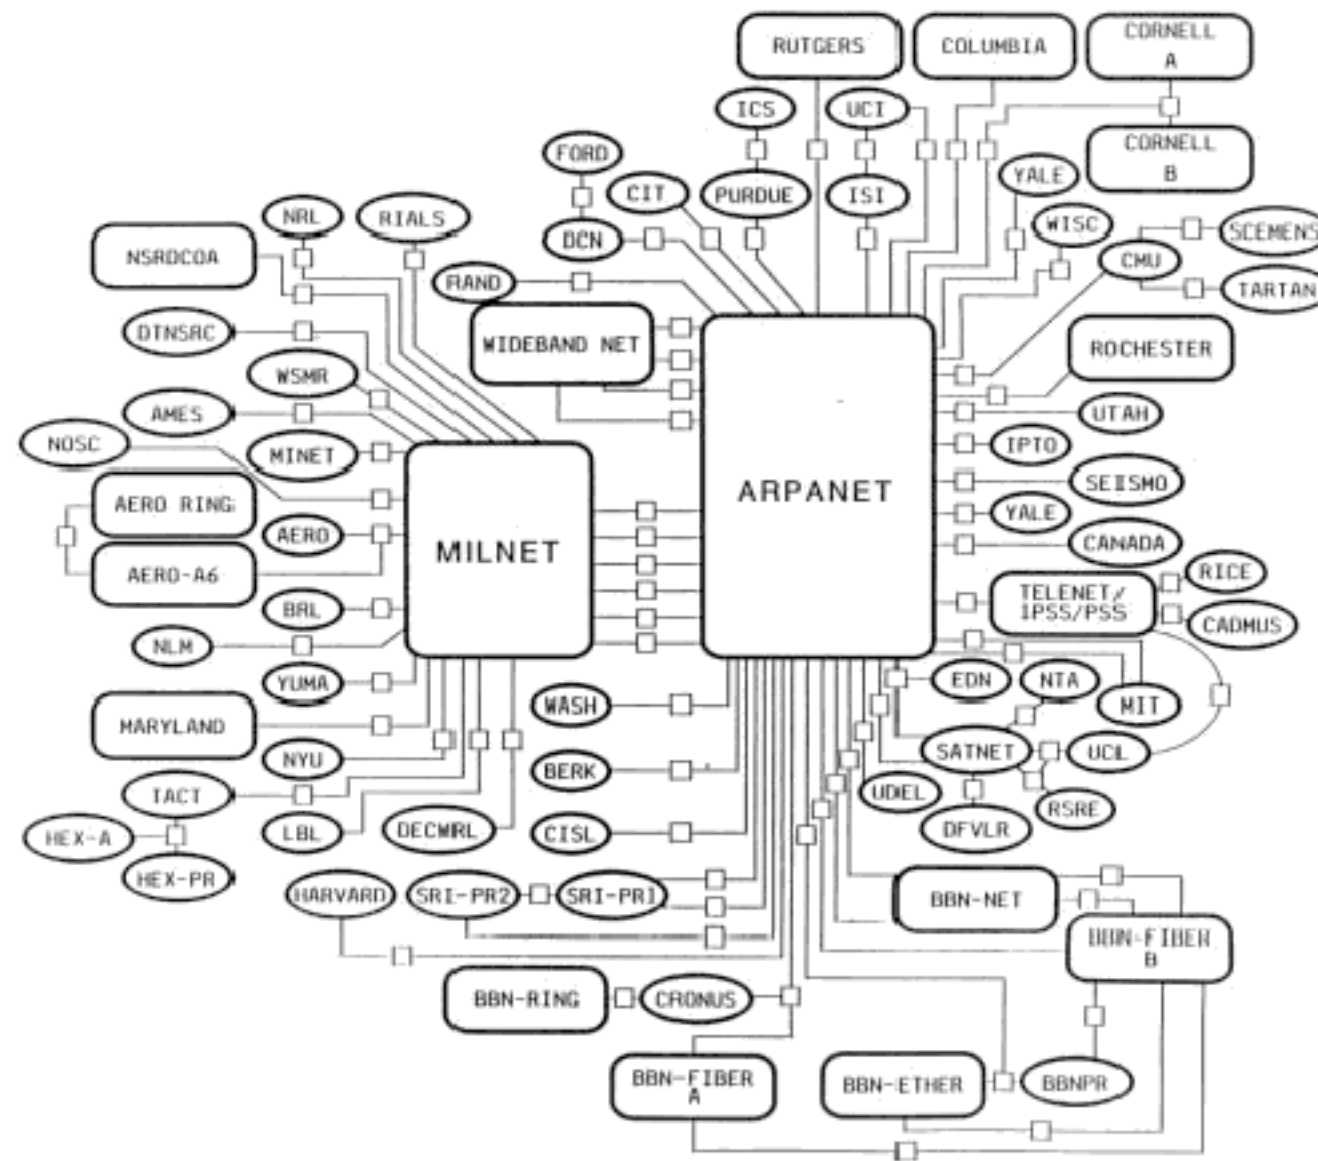 RUTGERS
COLUMBIA
CORNELL
A
ICS
UCI
CORNELL
B
FORD
CIT
PURDUE
ISI
YALE
NRL
RIALS
WISC
SCEMENS
NSRDCOA
DCN
CMU
RAND
TARTAN
DTNSRC
WIDEBAND NET
ROCHESTER
WSMR
AMES
UTAH
NOSC
MINET
IPTO
ARPANET
SEISMO
AERO RING
YALE
AERO
MILNET
CANADA
AERO-A6
RICE
TELENET/
IPSS/PSS
BRL
CADMUS
NLM
YUMA
EDN
NTA
WASH
MIT
MARYLAND
SATNET
UCL
NYU
BERK
TACT
UDEL
RSRE
LBL
DECWRL
CISL
DFVLR
HEX-A
HEX-PR
HARVARD
SRI-PR2
SRI-PR1
BBN-NET
BBN-FIBER
B
BBN-RING
CRONUS
BBN-FIBER
A
BBN-ETHER
BBNPR